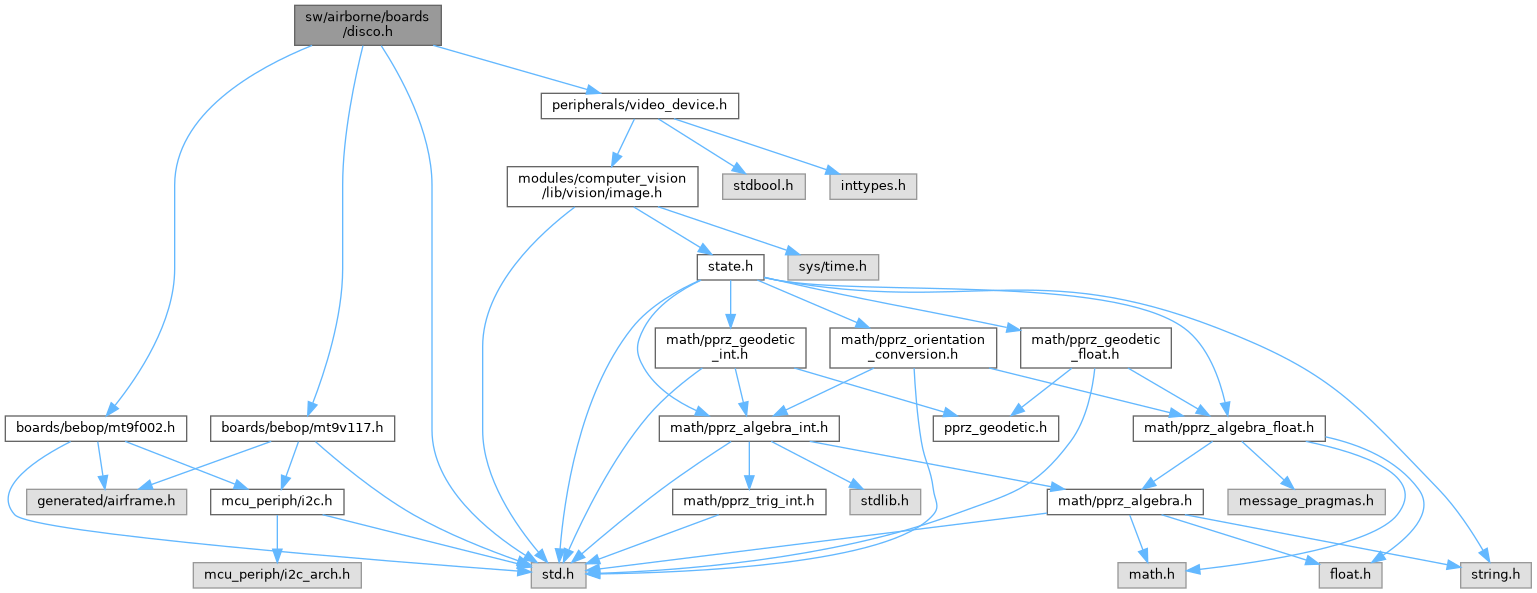 sw/airborne/boards
/disco.h
peripherals/video_device.h
modules/computer_vision
/lib/vision/image.h
stdbool.h
inttypes.h
state.h
sys/time.h
math/pprz_geodetic
_int.h
math/pprz_orientation
_conversion.h
math/pprz_geodetic
_float.h
boards/bebop/mt9f002.h
boards/bebop/mt9v117.h
math/pprz_algebra_int.h
pprz_geodetic.h
math/pprz_algebra_float.h
generated/airframe.h
mcu_periph/i2c.h
math/pprz_trig_int.h
stdlib.h
math/pprz_algebra.h
message_pragmas.h
mcu_periph/i2c_arch.h
std.h
math.h
float.h
string.h